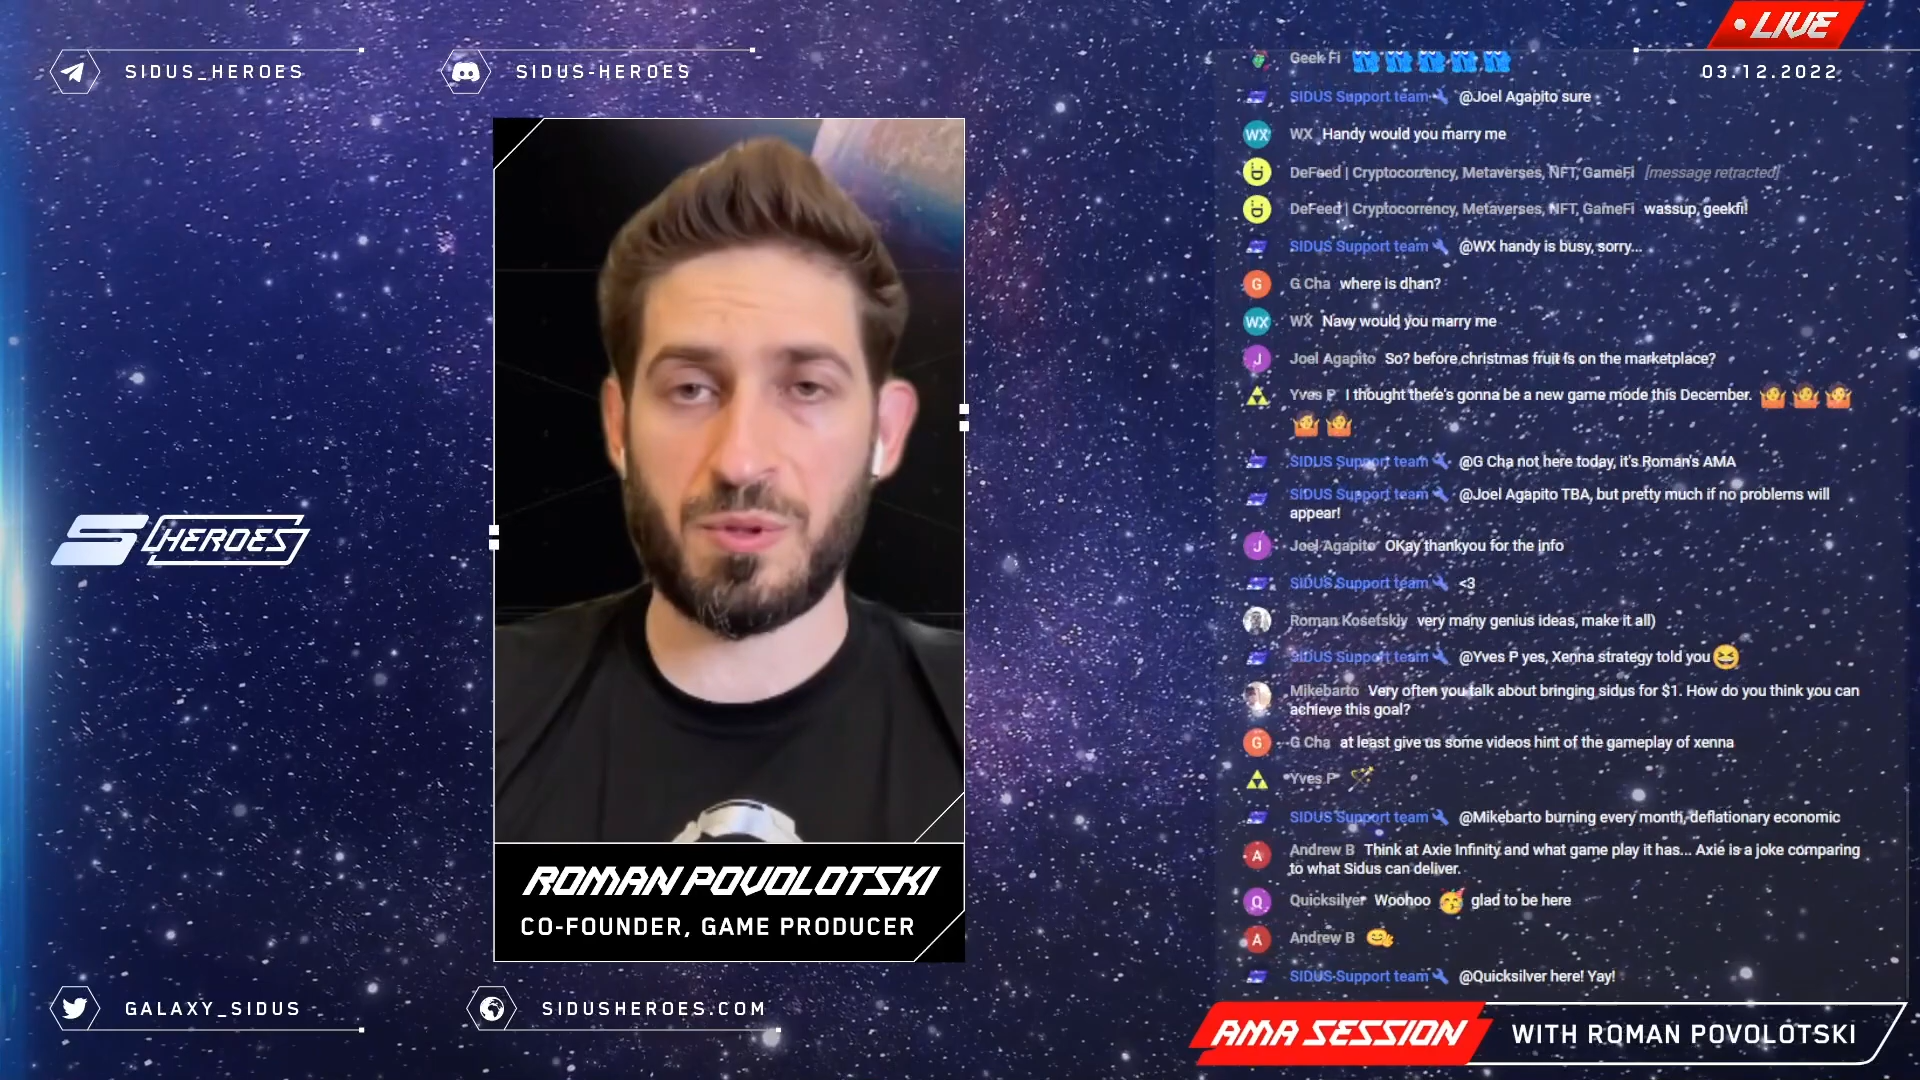 LIVE
SIDUS_HEROES
SIDUS-HEROES
03.12.2022
Geek Fi
SIDUS Support team @Joel Agapito sure
WX WX Handy would you marry me
DeFeed | Cryptocorrency, Metaverses, NFT, GameFi [message retracted]
DeFeed | Cryptocorrency, Metaverses, NFT, GameFi wassup, geekfi!
SIDUS Support team @WX handy is busy, sorry...
G G Cha where is dhan?
WX WX Navy would you marry me
J Joel Agapito So? before christmas fruit is on the marketplace?
Yves P I thought there's gonna be a new game mode this December.
SIDUS Support team @G Cha not here today, it's Roman's AMA
SIDUS Support team @Joel Agapito TBA, but pretty much if no problems will
appear!
J Joel Agapito OKay thankyou for the info
SIDUS Support team <3
Roman Kosetskiy very many genius ideas, make it all)
SIDUS Support team @Yves P yes, Xenna strategy told you
Mikebarto Very often you talk about bringing sidus for $1. How do you think you can
achieve this goal?
G G Cha at least give us some videos hint of the gameplay of xenna
Yves P
SIDUS Support team @Mikebarto burning every month, deflationary economic
A Andrew B Think at Axie Infinity and what game play it has... Axie is a joke comparing
to what Sidus can deliver.
Q Quicksilver Woohoo glad to be here
A Andrew B
SIDUS Support team @Quicksilver here! Yay!
S HEROES
ROMAN POVOLOTSKI
CO-FOUNDER, GAME PRODUCER
GALAXY_SIDUS
SIDUSHEROES.COM
AMA SESSION WITH ROMAN POVOLOTSKI